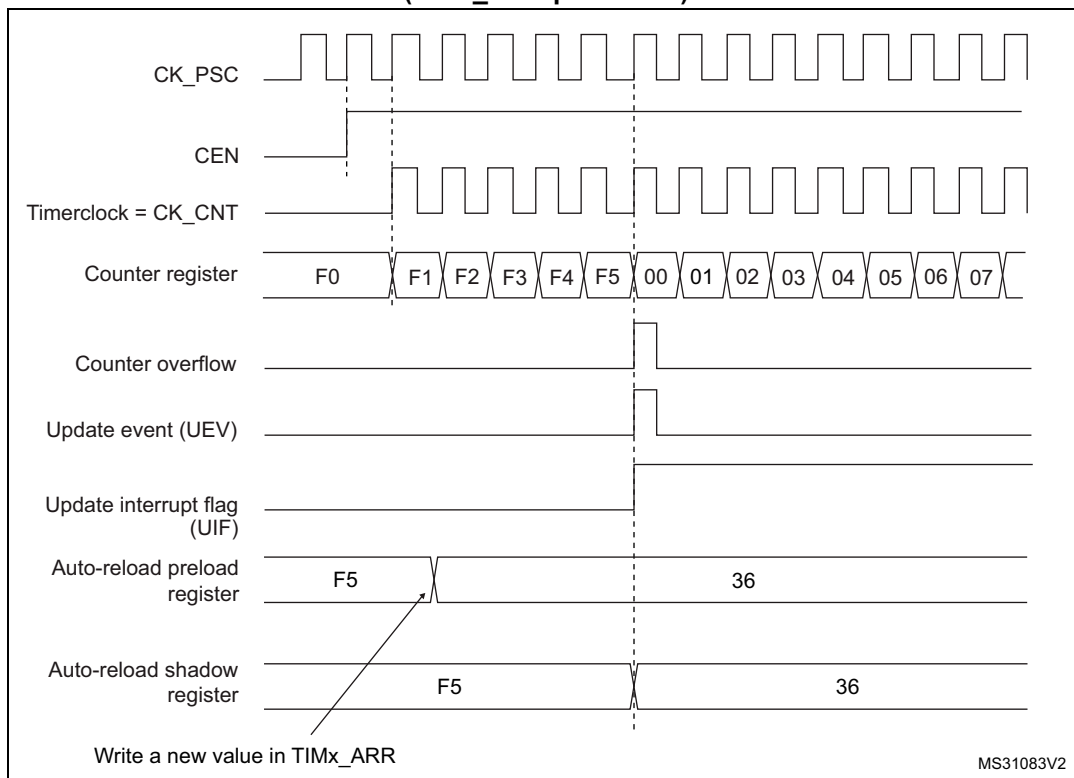 CK_PSC
CEN
Timerclock = CK_CNT
Counter register F0 F1 F2 F3 F4 F5 00 01 02 03 04 05 06 07
Counter overflow
Update event (UEV)
Update interrupt flag
(UIF)
Auto-reload preload
register
F5 36
Auto-reload shadow
register
F5 36
Write a new value in TIMx_ARR
MS31083V2